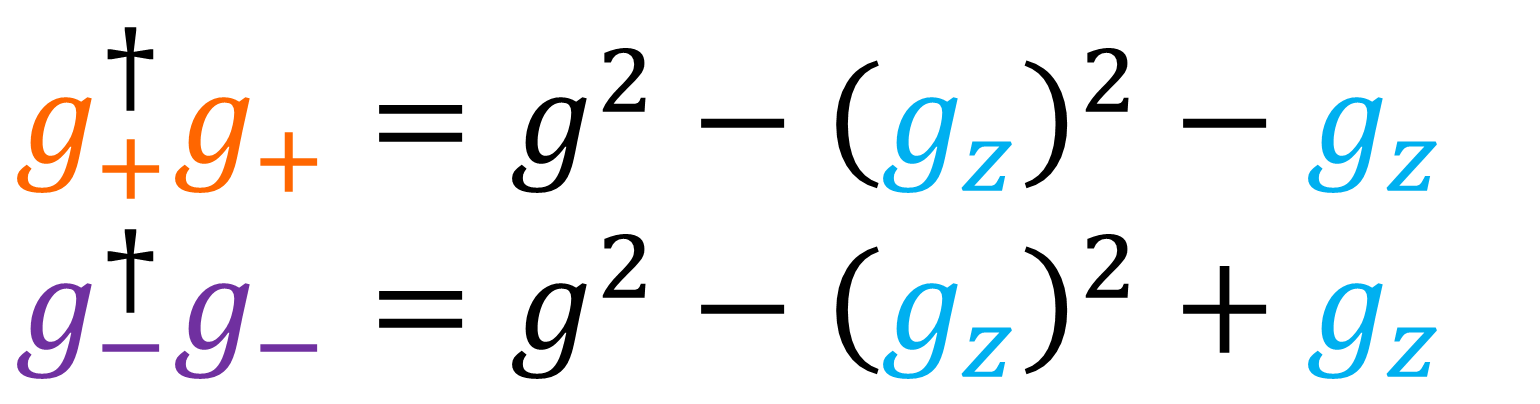 g₊†g₊ = g² − (g_z)² − g_z
g₋†g₋ = g² − (g_z)² + g_z